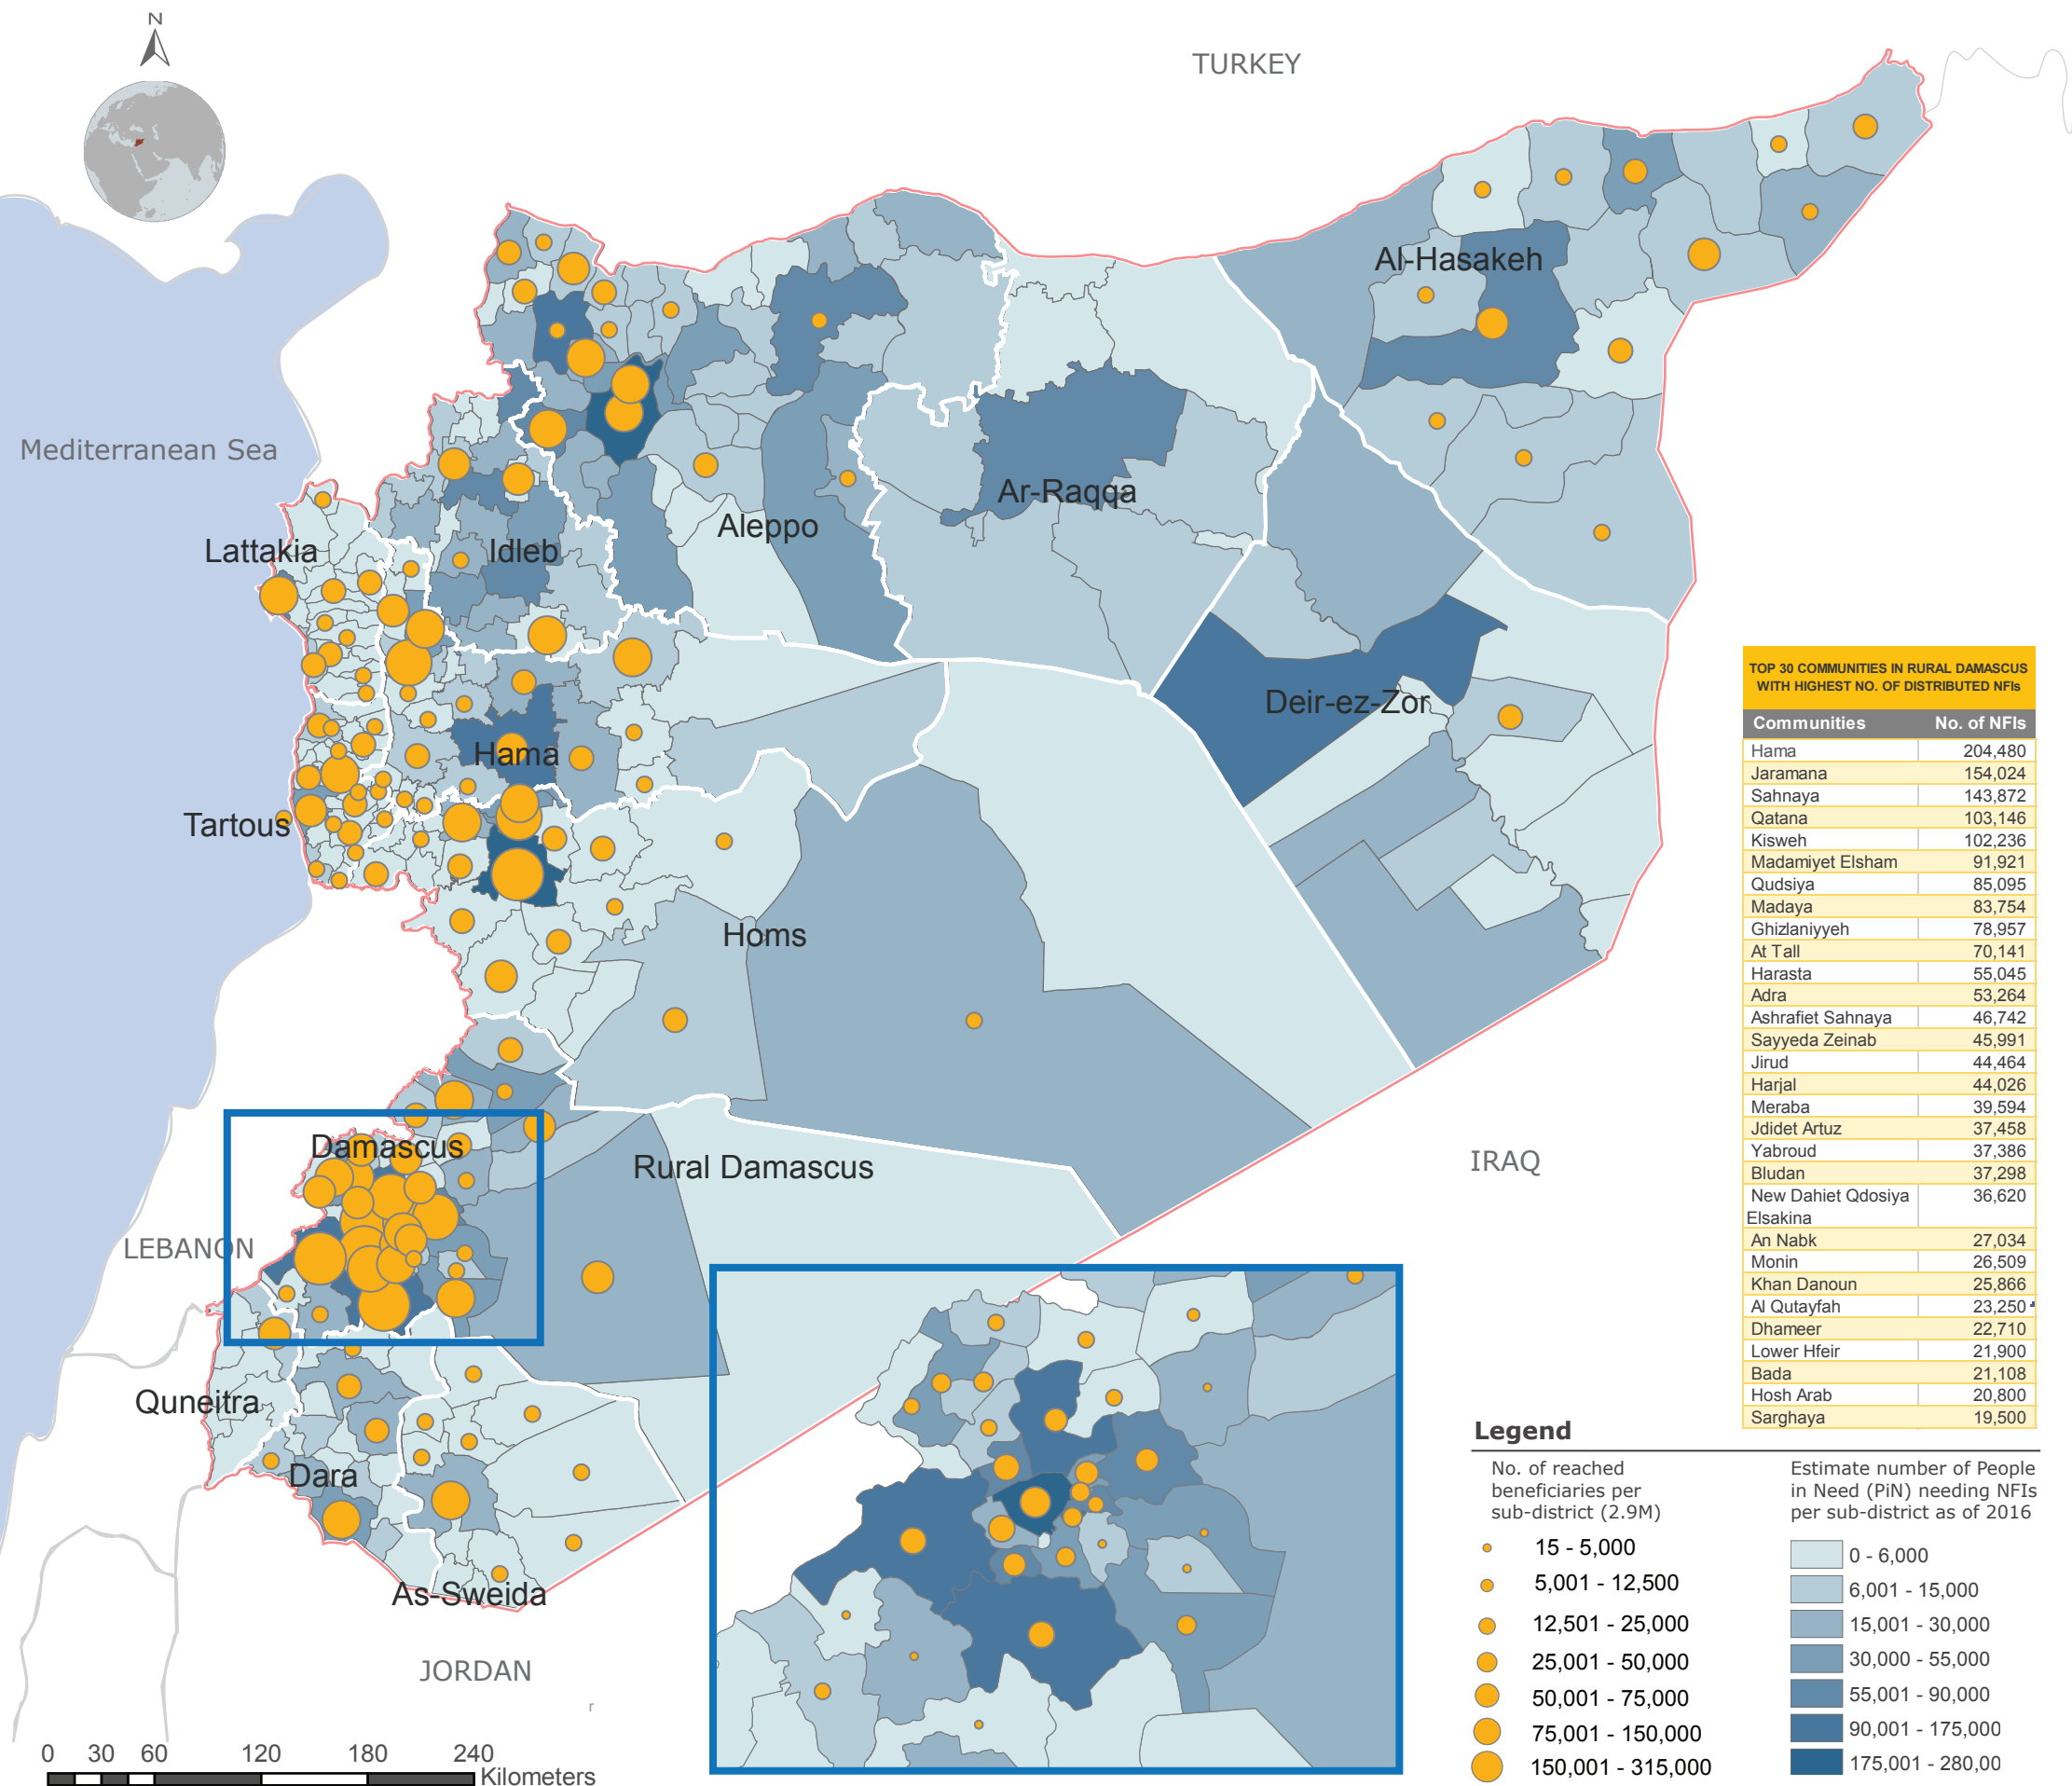 N
TURKEY
Al-Hasakeh
Mediterranean Sea
Ar-Raqqa
Aleppo
Lattakia
Idleb
Deir-ez-Zor
Hama
Tartous
Homs
Damascus
Rural Damascus
IRAQ
LEBANON
Quneitra
Dara
As-Sweida
JORDAN
r
0 30 60 120 180 240
Kilometers
TOP 30 COMMUNITIES IN RURAL DAMASCUS
WITH HIGHEST NO. OF DISTRIBUTED NFIs
Communities No. of NFIs
Hama 204,480
Jaramana 154,024
Sahnaya 143,872
Qatana 103,146
Kisweh 102,236
Madamiyet Elsham 91,921
Qudsiya 85,095
Madaya 83,754
Ghizlaniyyeh 78,957
At Tall 70,141
Harasta 55,045
Adra 53,264
Ashrafiet Sahnaya 46,742
Sayyeda Zeinab 45,991
Jirud 44,464
Harjal 44,026
Meraba 39,594
Jdidet Artuz 37,458
Yabroud 37,386
Bludan 37,298
New Dahiet Qdosiya 36,620
Elsakina
An Nabk 27,034
Monin 26,509
Khan Danoun 25,866
Al Qutayfah 23,250
Dhameer 22,710
Lower Hfeir 21,900
Bada 21,108
Hosh Arab 20,800
Sarghaya 19,500
Legend
No. of reached
beneficiaries per
sub-district (2.9M)
15 - 5,000
5,001 - 12,500
12,501 - 25,000
25,001 - 50,000
50,001 - 75,000
75,001 - 150,000
150,001 - 315,000
Estimate number of People
in Need (PiN) needing NFIs
per sub-district as of 2016
0 - 6,000
6,001 - 15,000
15,001 - 30,000
30,000 - 55,000
55,001 - 90,000
90,001 - 175,000
175,001 - 280,00